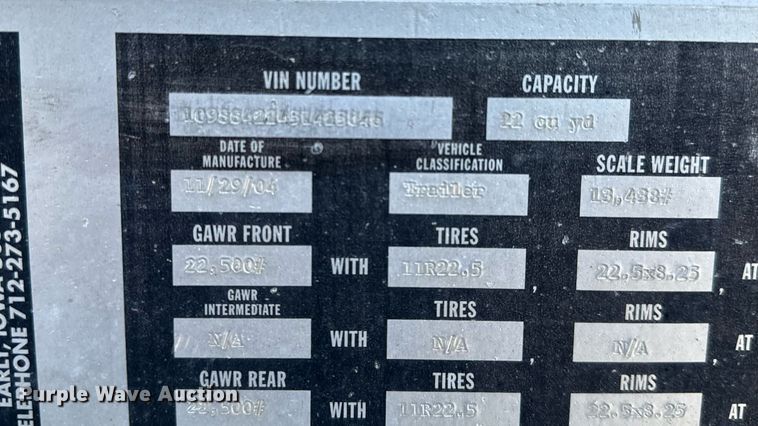 VIN NUMBER CAPACITY
22 cu yd
DATE OF MANUFACTURE VEHICLE CLASSIFICATION SCALE WEIGHT
11/29/04 Trailer
GAWR FRONT TIRES RIMS
22,500# WITH 11R22.5 , 22.5x8.25 , AT
GAWR INTERMEDIATE TIRES RIMS
N/A WITH N/A , N/A , AT
GAWR REAR TIRES RIMS
22,500# WITH 11R22.5 , 22.5x8.25 , AT
EARLY, IOWA
TELEPHONE 712-273-5167
Purple Wave Auction